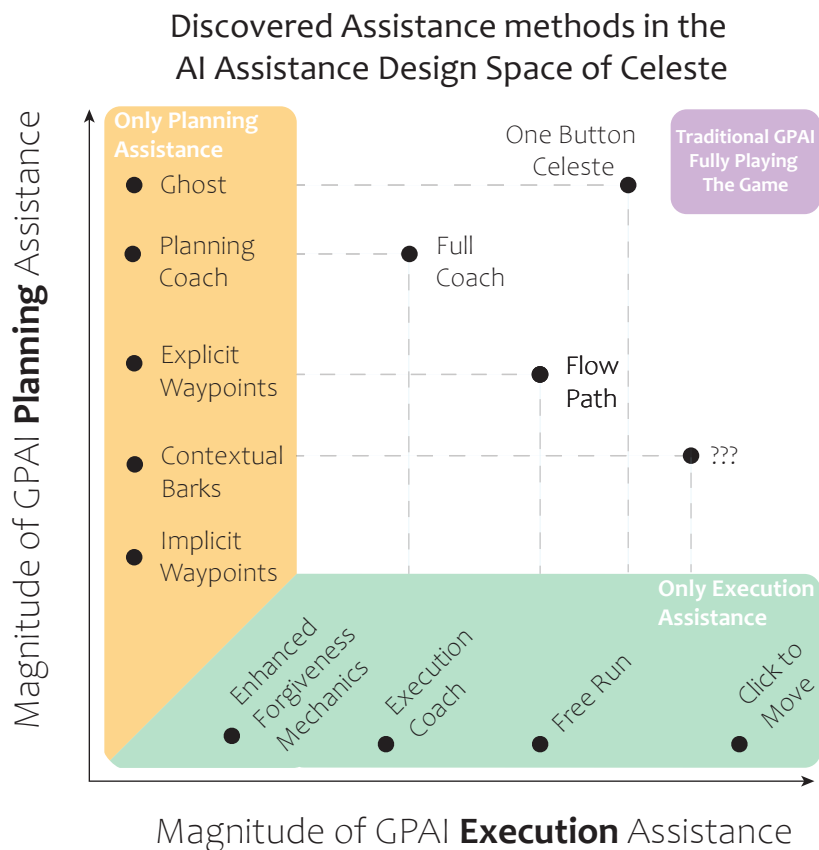 Discovered Assistance methods in the
AI Assistance Design Space of Celeste
Magnitude of GPAI Planning Assistance
Only Planning
Assistance
Ghost
Planning
Coach
Explicit
Waypoints
Contextual
Barks
Implicit
Waypoints
One Button
Celeste
Full
Coach
Flow
Path
???
Traditional GPAI
Fully Playing
The Game
Only Execution
Assistance
Enhanced
Forgiveness
Mechanics
Execution
Coach
Free Run
Click to
Move
Magnitude of GPAI Execution Assistance